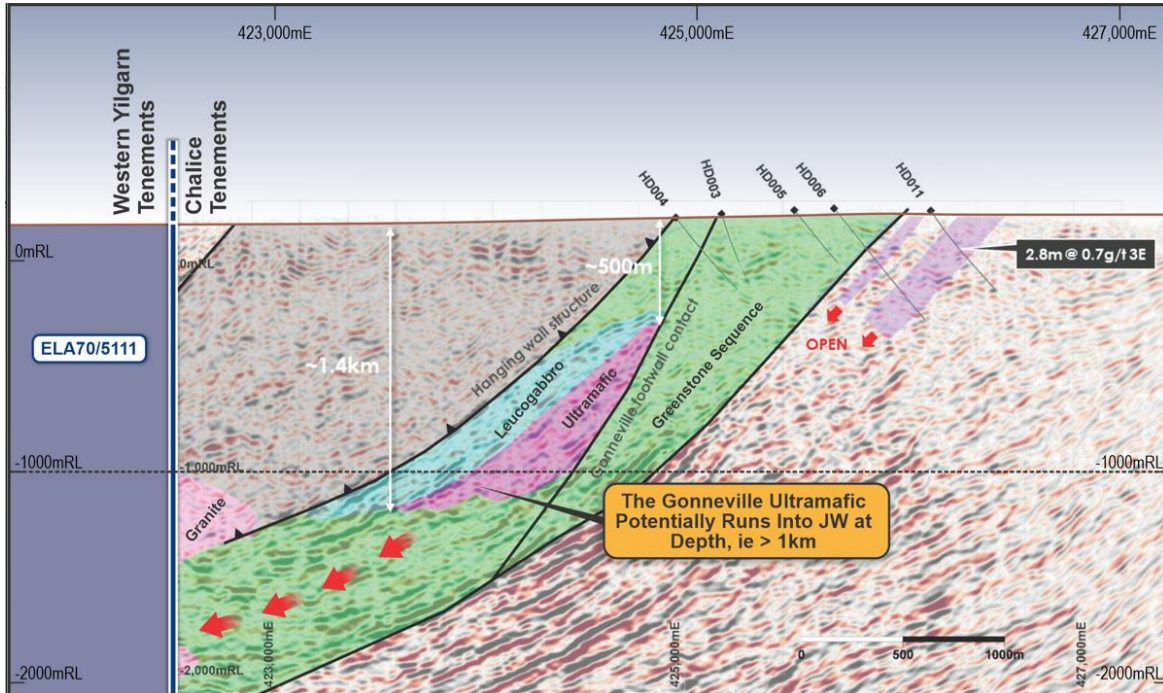 423,000mE
425,000mE
427,000mE
Western Yilgarn
Tenements
Chalice
Tenements
HD004
HD003
HD005
HD006
HD011
0mRL
0mRL
~500m
2.8m @ 0.7g/t 3E
ELA70/5111
~1.4km
Hanging wall structure
OPEN
Leucogabbro
Ultramafic
Gonneville footwall contact
Greenstone Sequence
-1000mRL
-1,000mRL
-1000mRL
Granite
The Gonneville Ultramafic
Potentially Runs Into JW at
Depth, ie > 1km
423,000mE
425,000mE
427,000mE
0
500
1000m
-2000mRL
-2,000mRL
-2000mRL